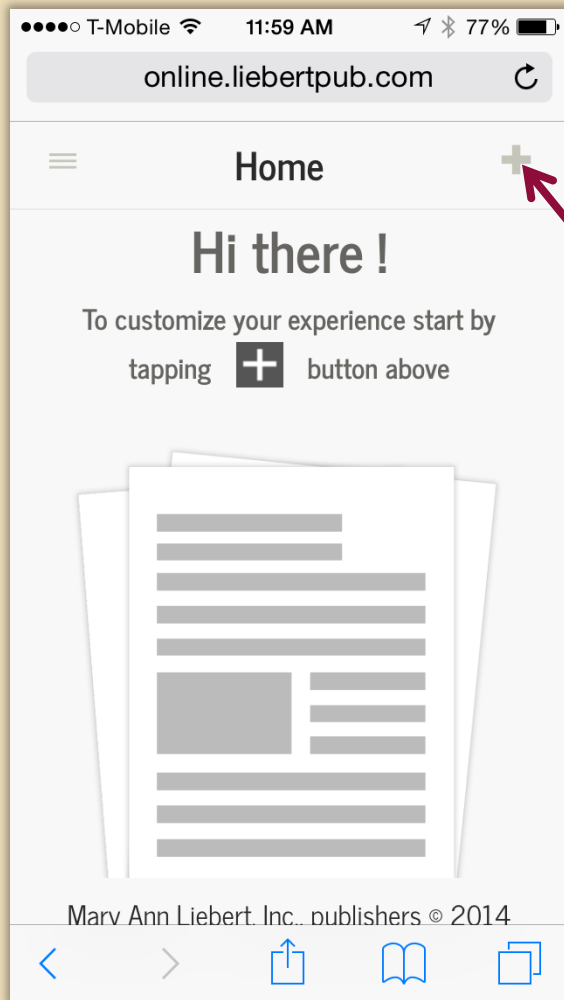 T-Mobile 11:59 AM 77%
online.liebertpub.com
Home
Hi there !
To customize your experience start by
tapping + button above
Mary Ann Liebert, Inc., publishers © 2014